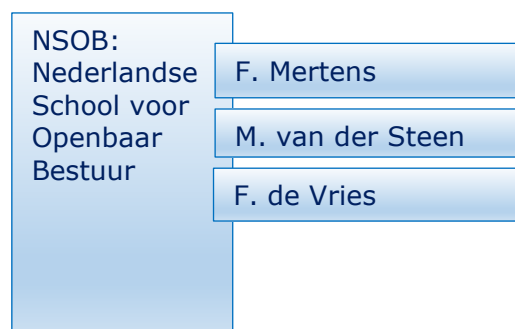 NSOB:
Nederlandse
School voor
Openbaar
Bestuur
F. Mertens
M. van der Steen
F. de Vries